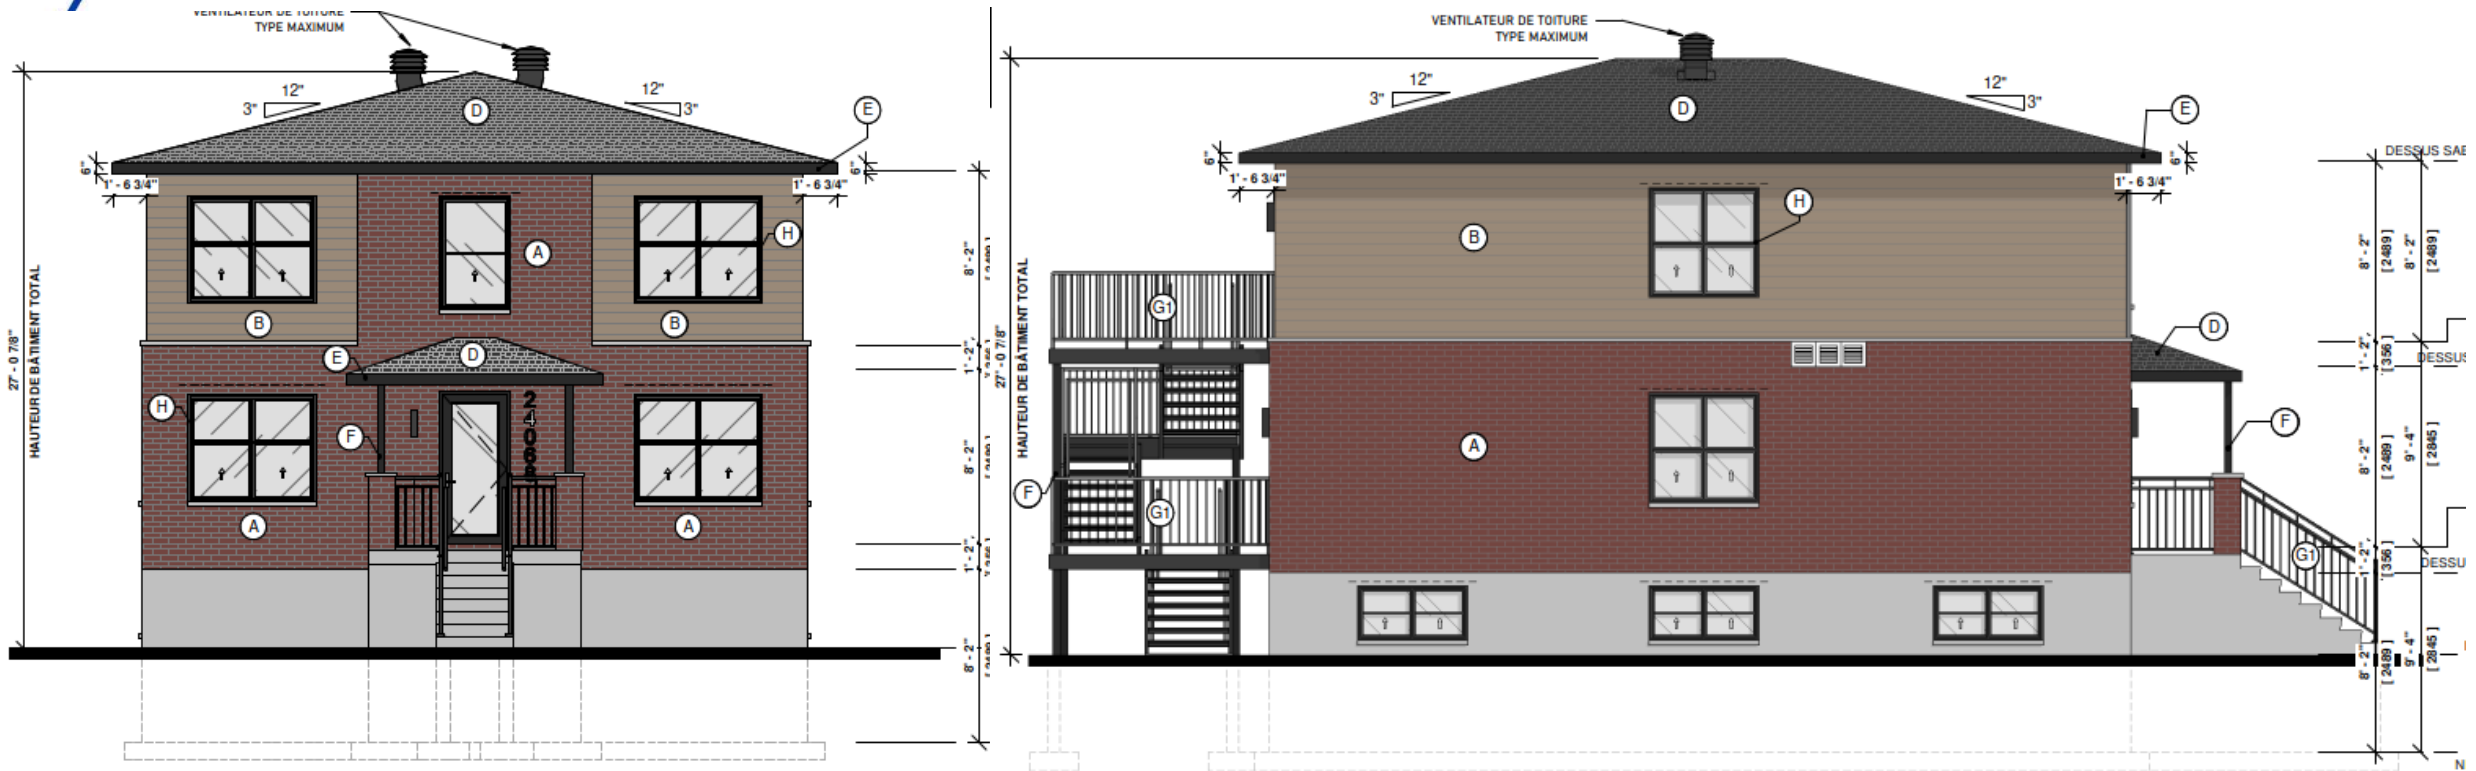 VENTILATEUR DE TOITURE
TYPE MAXIMUM
12"
3"
12"
3"
D
E
6"
6"
1' - 6 3/4"
1' - 6 3/4"
H
A
B
B
E
D
H
F
A
A
27' - 0 7/8"
HAUTEUR DE BÂTIMENT TOTAL
8' - 2"
1' - 2"
8' - 2"
1' - 2"
8' - 2"
VENTILATEUR DE TOITURE
TYPE MAXIMUM
12"
3"
12"
3"
D
E
6"
6"
1' - 6 3/4"
1' - 6 3/4"
B
H
G1
D
A
F
F
G1
G1
27' - 0 7/8"
HAUTEUR DE BÂTIMENT TOTAL
DESSUS
8' - 2"
[ 2489 ]
8' - 2"
[ 2489 ]
1' - 2"
[ 356 ]
DESSUS
8' - 2"
[ 2489 ]
9' - 4"
[ 2845 ]
1' - 2"
[ 356 ]
8' - 2"
[ 2489 ]
9' - 4"
[ 2845 ]